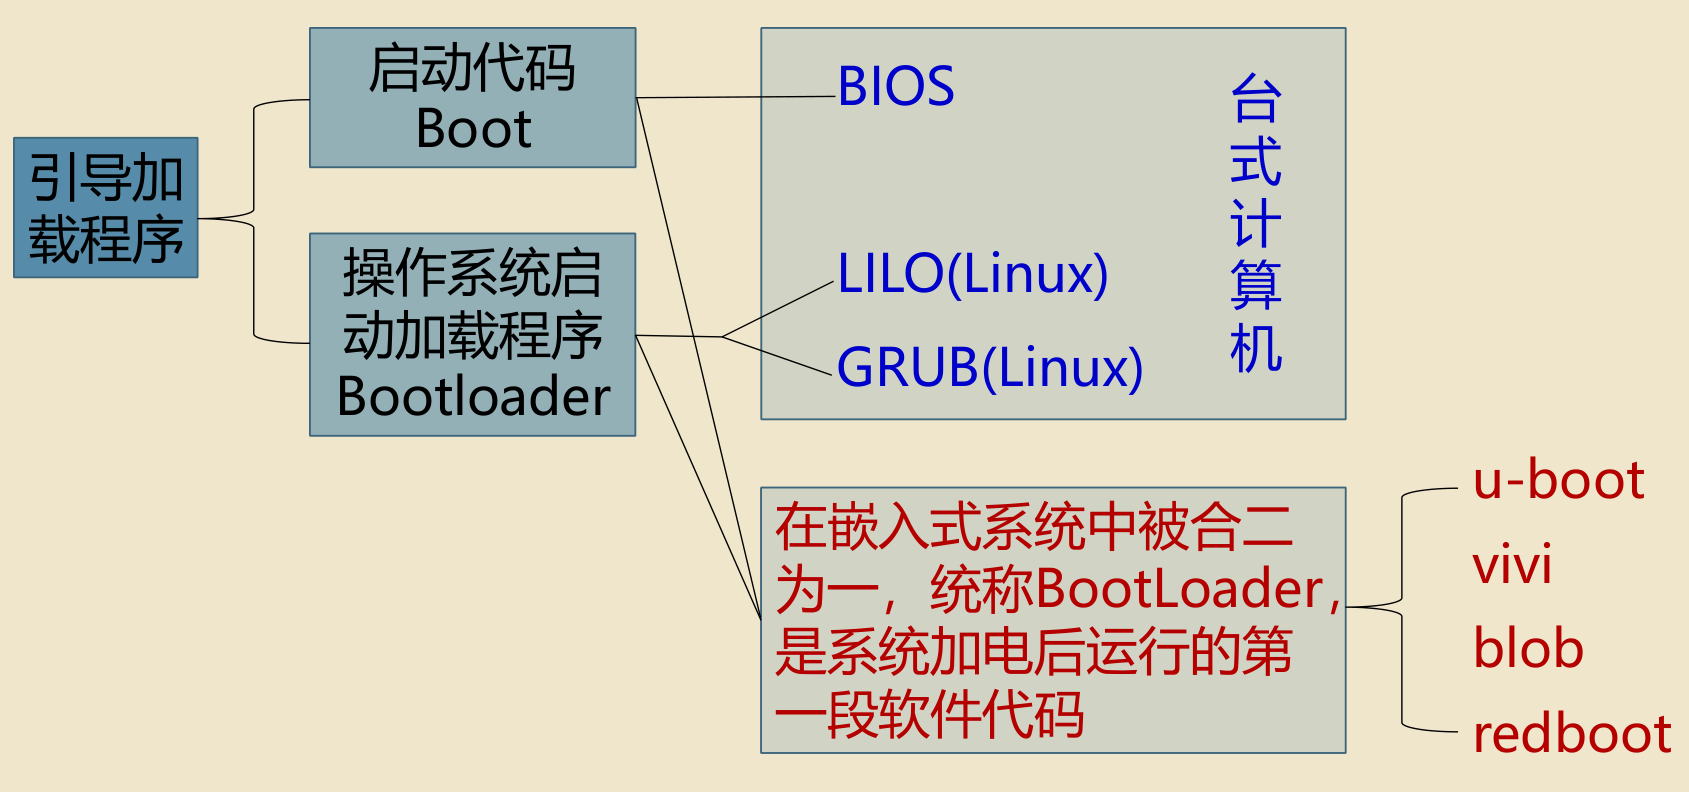 引导加
载程序
启动代码
Boot
操作系统启
动加载程序
Bootloader
BIOS
LILO(Linux)
GRUB(Linux)
台
式
计
算
机
在嵌入式系统中被合二
为一，统称BootLoader，
是系统加电后运行的第
一段软件代码
u-boot
vivi
blob
redboot